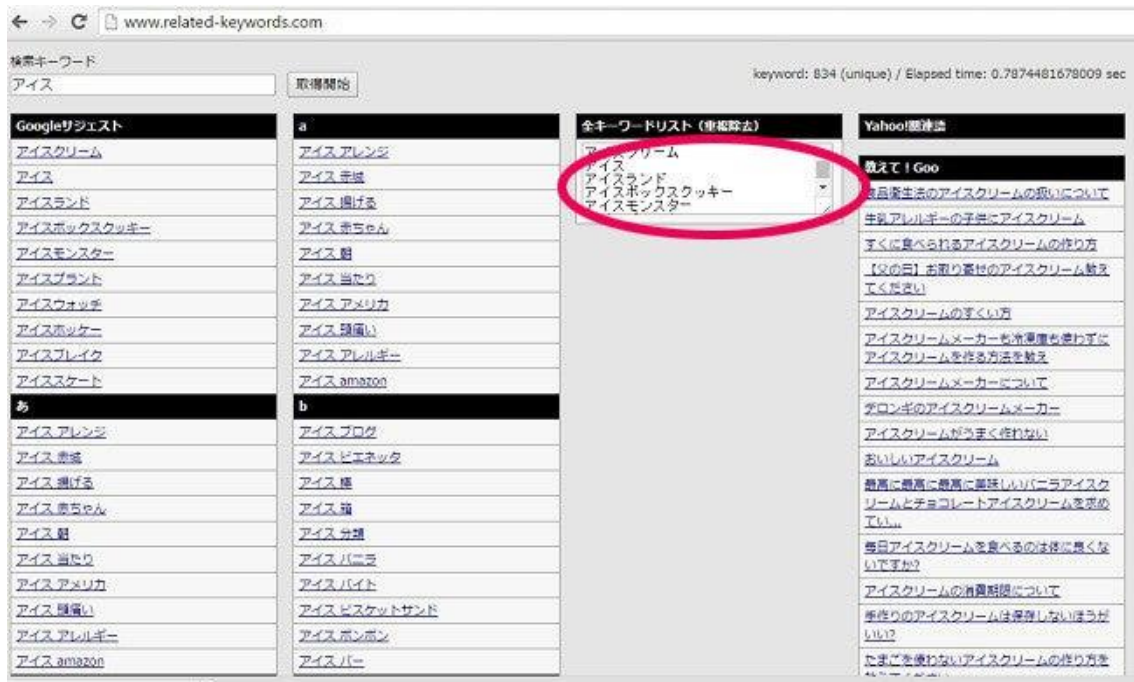 www.related-keywords.com
検索キーワード
アイス
取得開始
keyword: 834 (unique) / Elapsed time: 0.7874481678009 sec
Googleサジェスト
アイスクリーム
アイス
アイスランド
アイスボックスクッキー
アイスモンスター
アイスプラント
アイスウォッチ
アイスホッケー
アイスブレイク
アイススケート
あ
アイス アレンジ
アイス 赤城
アイス 揚げる
アイス 赤ちゃん
アイス 朝
アイス 当たり
アイス アメリカ
アイス 頭痛い
アイス アレルギー
アイス amazon
a
アイス アレンジ
アイス 赤城
アイス 揚げる
アイス 赤ちゃん
アイス 朝
アイス 当たり
アイス アメリカ
アイス 頭痛い
アイス アレルギー
アイス amazon
b
アイス ブログ
アイス ビエネッタ
アイス 棒
アイス 箱
アイス 分類
アイス バニラ
アイス バイト
アイス ビスケットサンド
アイス ボンボン
アイス バー
全キーワードリスト（重複除去）
アイスクリーム
アイス
アイスランド
アイスボックスクッキー
アイスモンスター
Yahoo!関連語
教えて！Goo
食品衛生法のアイスクリームの扱いについて
牛乳アレルギーの子供にアイスクリーム
すぐに食べられるアイスクリームの作り方
【父の日】お取り寄せのアイスクリーム教え
てください
アイスクリームのすくい方
アイスクリームメーカーも冷凍庫も使わずに
アイスクリームを作る方法を教え
アイスクリームメーカーについて
デロンギのアイスクリームメーカー
アイスクリームがうまく作れない
おいしいアイスクリーム
最高に最高に最高に美味しいバニラアイスク
リームとチョコレートアイスクリームを求め
てい...
毎日アイスクリームを食べるのは体に良くな
いですか?
アイスクリームの消費期限について
手作りのアイスクリームは保存しないほうが
いい?
たまごを使わないアイスクリームの作り方を